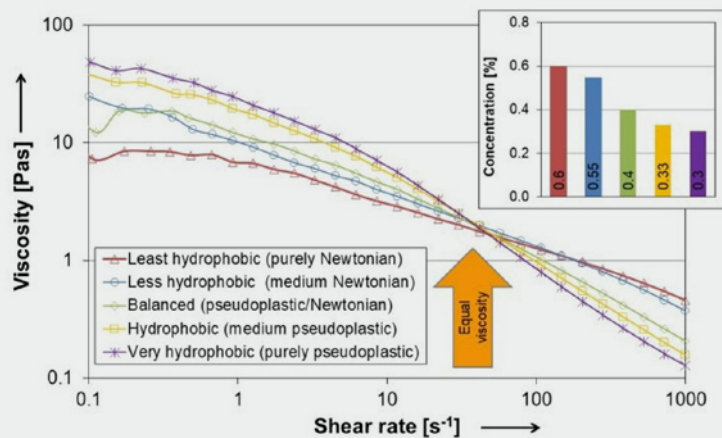 100
10
1
0.1
Viscosity [Pas]
0.1
1
10
100
1000
Shear rate [s⁻¹]
Least hydrophobic (purely Newtonian)
Less hydrophobic (medium Newtonian)
Balanced (pseudoplastic/Newtonian)
Hydrophobic (medium pseudoplastic)
Very hydrophobic (purely pseudoplastic)
Equal
viscosity
Concentration [%]
0.8
0.6
0.4
0.2
0.0
0.6
0.55
0.4
0.33
0.3